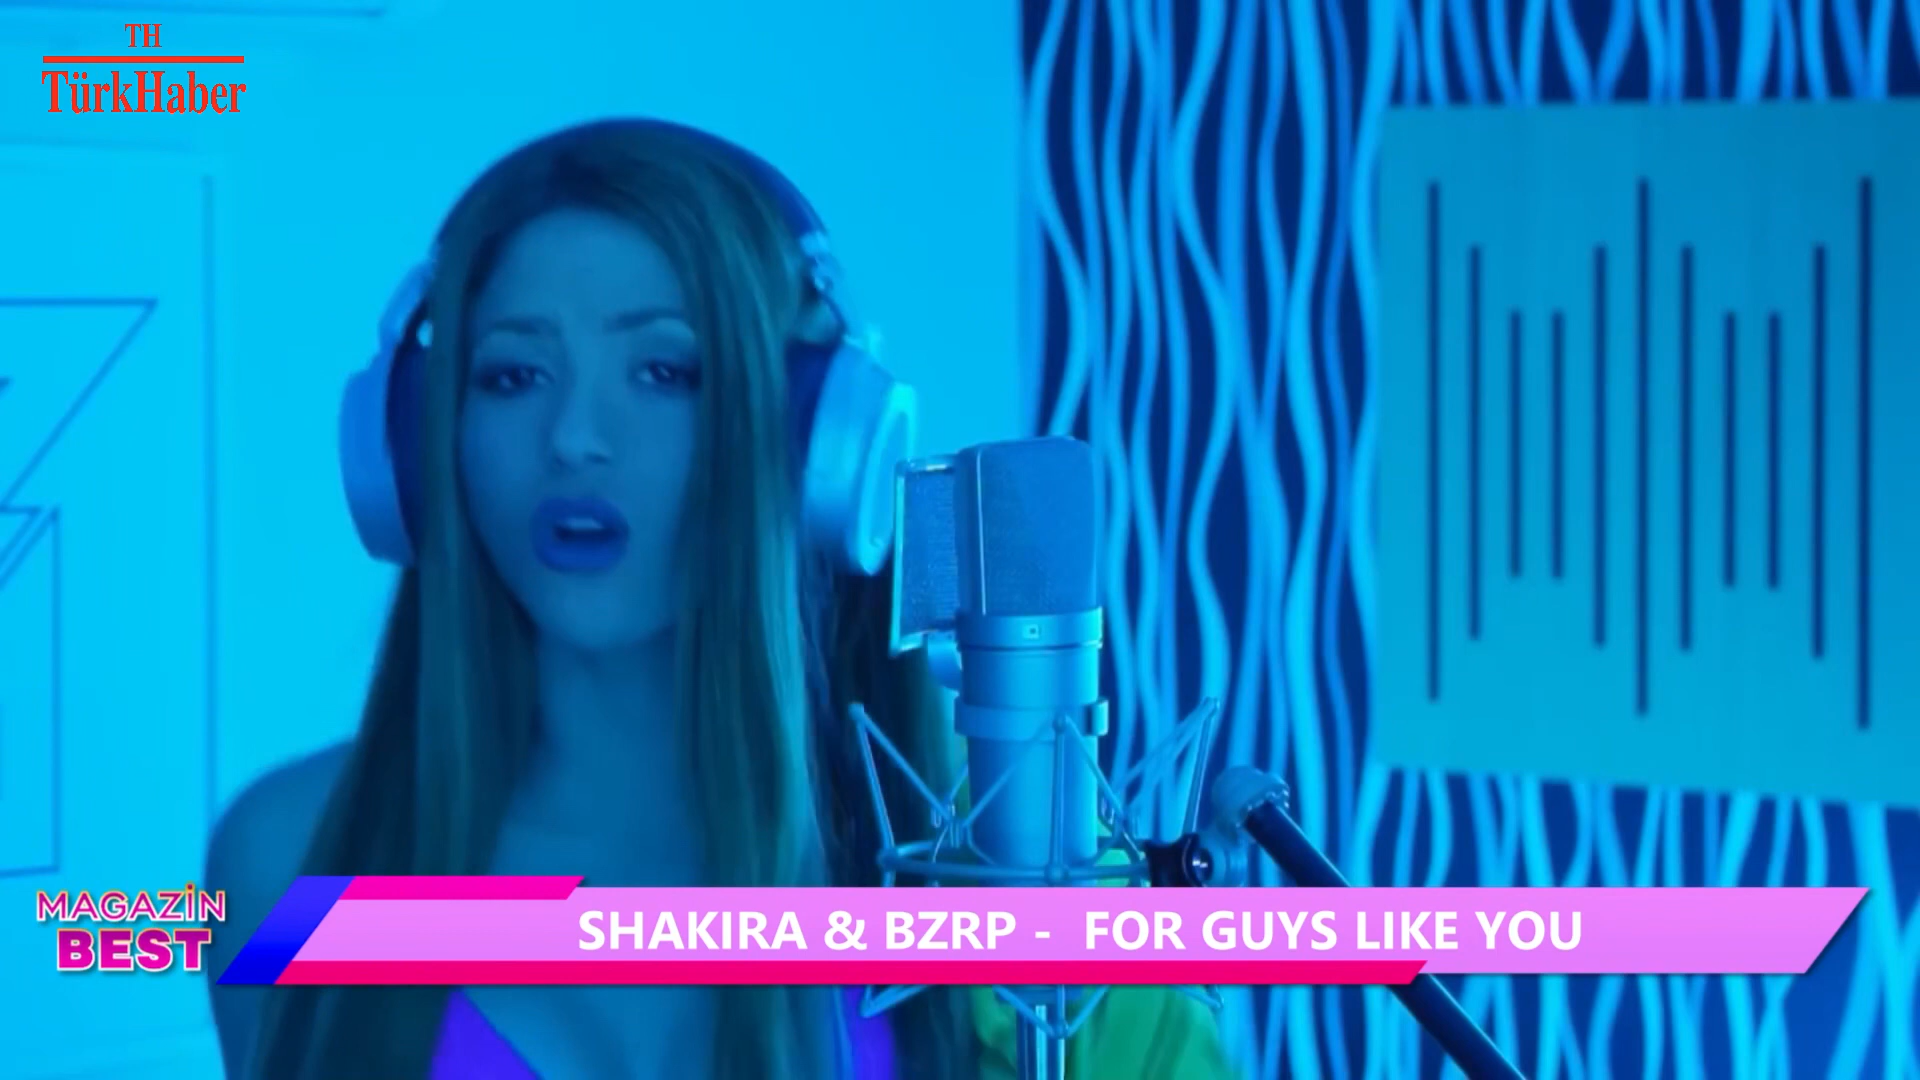 TH
TürkHaber
MAGAZİN
BEST
SHAKIRA & BZRP - FOR GUYS LIKE YOU